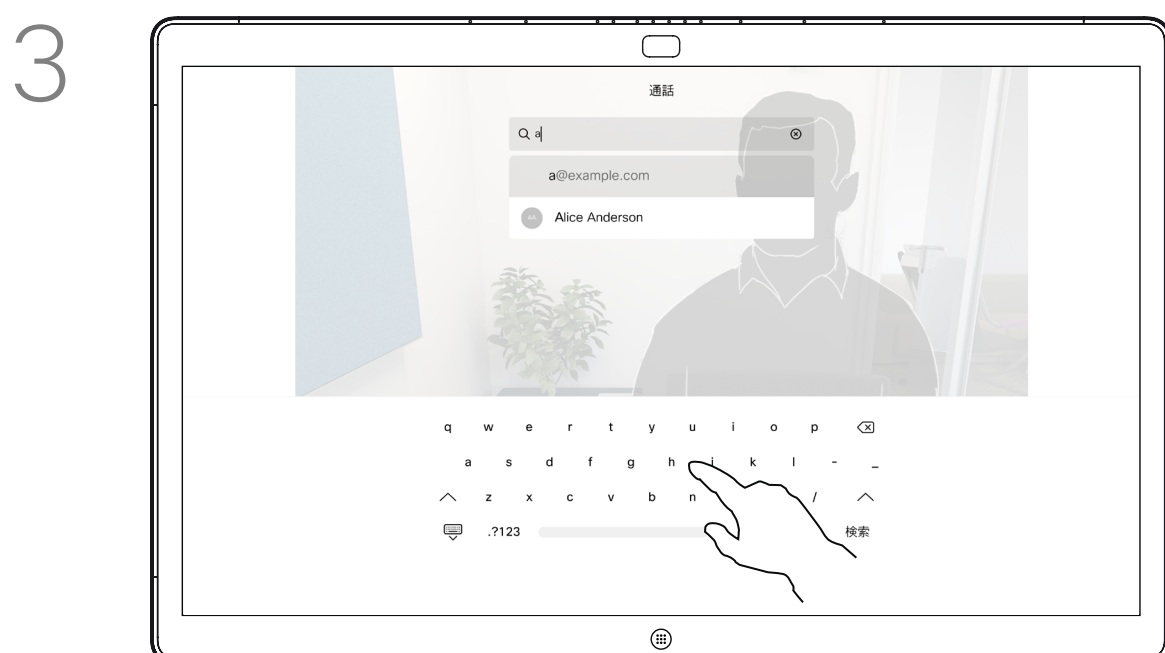 3
通話
a
a@example.com
AA Alice Anderson
q w e r t y u i o p
a s d f g h j k l - _
z x c v b n /
.?123 検索